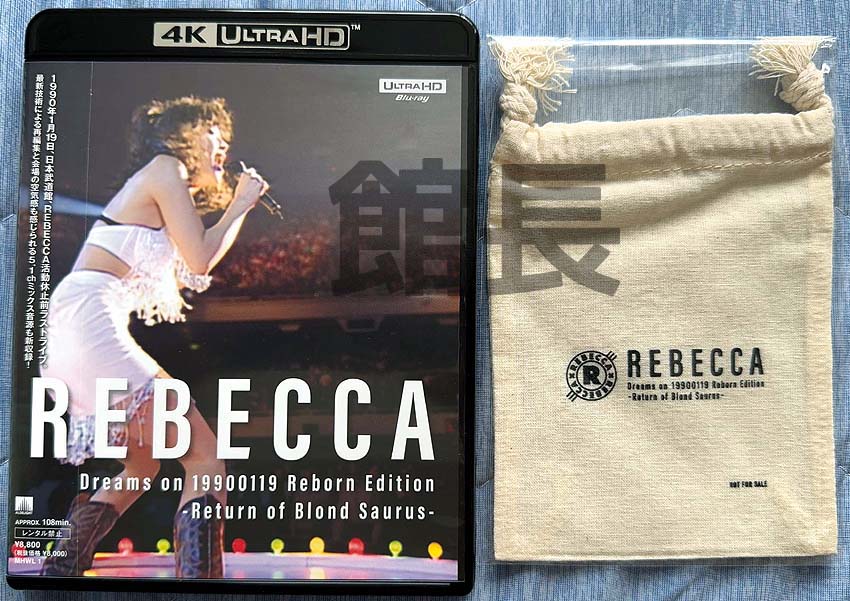 4K ULTRA HD™
ULTRA HD
Blu-ray
1990年1月19日、日本武道館、REBECCA活動休止前ラストライブ。
最新技術による再編集と会場の空気感も感じられる5.1chミックス音源も新収録！
REBECCA
Dreams on 19900119 Reborn Edition
-Return of Blond Saurus-
APPROX. 108min.
レンタル禁止
¥8,800
(税抜価格 ¥8,000)
MHWL 1
館長
REBECCA
R
REBECCA
REBECCA
Dreams on 19900119 Reborn Edition
-Return of Blond Saurus-
NOT FOR SALE